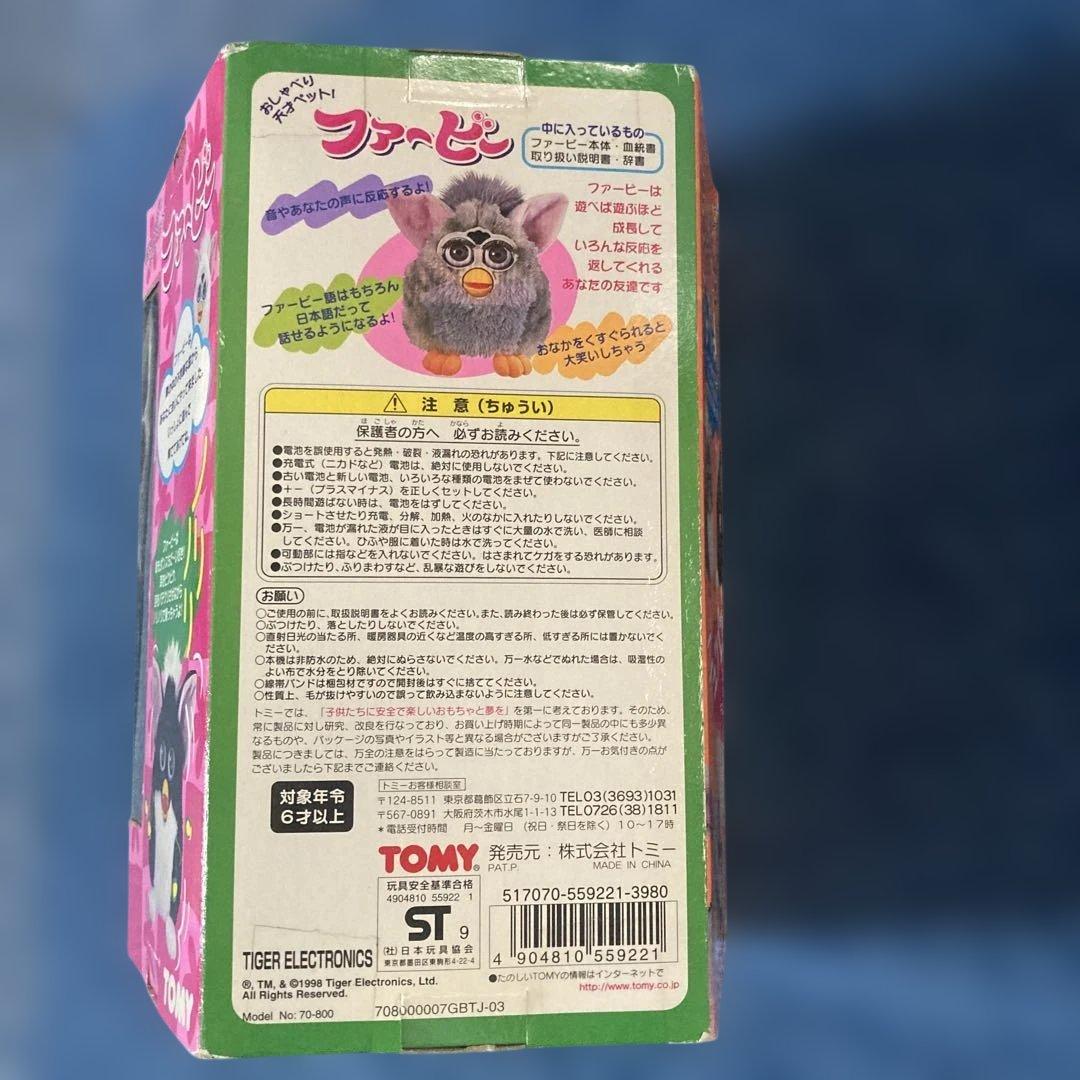 おしゃべり
天才ペット!
ファービー
中に入っているもの
ファービー本体・血統書
取り扱い説明書・辞書
音やあなたの声に反応するよ!
ファービーは
遊べば遊ぶほど
成長して
いろんな反応を
返してくれる
あなたの友達です
ファービー語はもちろん
日本語だって
話せるようになるよ!
おなかをくすぐられると
大笑いしちゃう
注 意(ちゅうい)
ほごしゃ かた かなら よ
保護者の方へ 必ずお読みください。
●電池を誤使用すると発熱・破裂・液漏れの恐れがあります。下記に注意してください。
●充電式(ニカドなど)電池は、絶対に使用しないでください。
●古い電池と新しい電池、いろいろな種類の電池をまぜて使わないでください。
●+−(プラスマイナス)を正しくセットしてください。
●長時間遊ばない時は、電池をはずしてください。
●ショートさせたり充電、分解、加熱、火のなかに入れたりしないでください。
●万一、電池が漏れた液が目に入ったときはすぐに大量の水で洗い、医師に相談
してください。ひふや服に着いた時は水で洗ってください。
●可動部には指などを入れないでください。はさまれてケガをする恐れがあります。
●ぶつけたり、ふりまわすなど、乱暴な遊びをしないでください。
お願い
○ご使用の前に、取扱説明書をよくお読みください。また、読み終わった後は必ず保管してください。
○ぶつけたり、落としたりしないでください。
○直射日光の当たる所、暖房器具の近くなど温度の高すぎる所、低すぎる所には置かないでく
ださい。
○本機は非防水のため、絶対にぬらさないでください。万一水などでぬれた場合は、吸湿性の
よい布で水分をとり除いてください。
○線帯バンドは梱包材ですので開封後はすぐに捨ててください。
○性質上、毛が抜けやすいので誤って飲み込まないように注意してください。
トミーでは、「子供たちに安全で楽しいおもちゃと夢を」を第一に考えております。そのため、
常に製品に対し研究、改良を行なっており、お買い上げ時期によって同一製品の中にも多少異
なるものや、パッケージの写真やイラスト等と異なる場合がございますがご了承ください。
製品につきましては、万全の注意をはらって製造に当たっておりますが、万一お気付きの点が
ございましたら下記までご連絡ください。
対象年令
6才以上
トミーお客様相談室
〒124-8511 東京都葛飾区立石7-9-10 TEL03(3693)1031
〒567-0891 大阪府茨木市水尾1-1-13 TEL0726(38)1811
*電話受付時間 月〜金曜日(祝日・祭日を除く)10〜17時
TOMY® 発売元:株式会社トミー
PAT.P. MADE IN CHINA
玩具安全基準合格
4904810 55922 1
ST 9
(社)日本玩具協会
東京都墨田区東駒形4-22-4
517070-559221-3980
4 904810 559221
●たのしいTOMYの情報はインターネットで
http://www.tomy.co.jp
TIGER ELECTRONICS
®, TM, & ©1998 Tiger Electronics, Ltd.
All Rights Reserved.
Model No: 70-800
708000007GBTJ-03
ファービー
TOMY